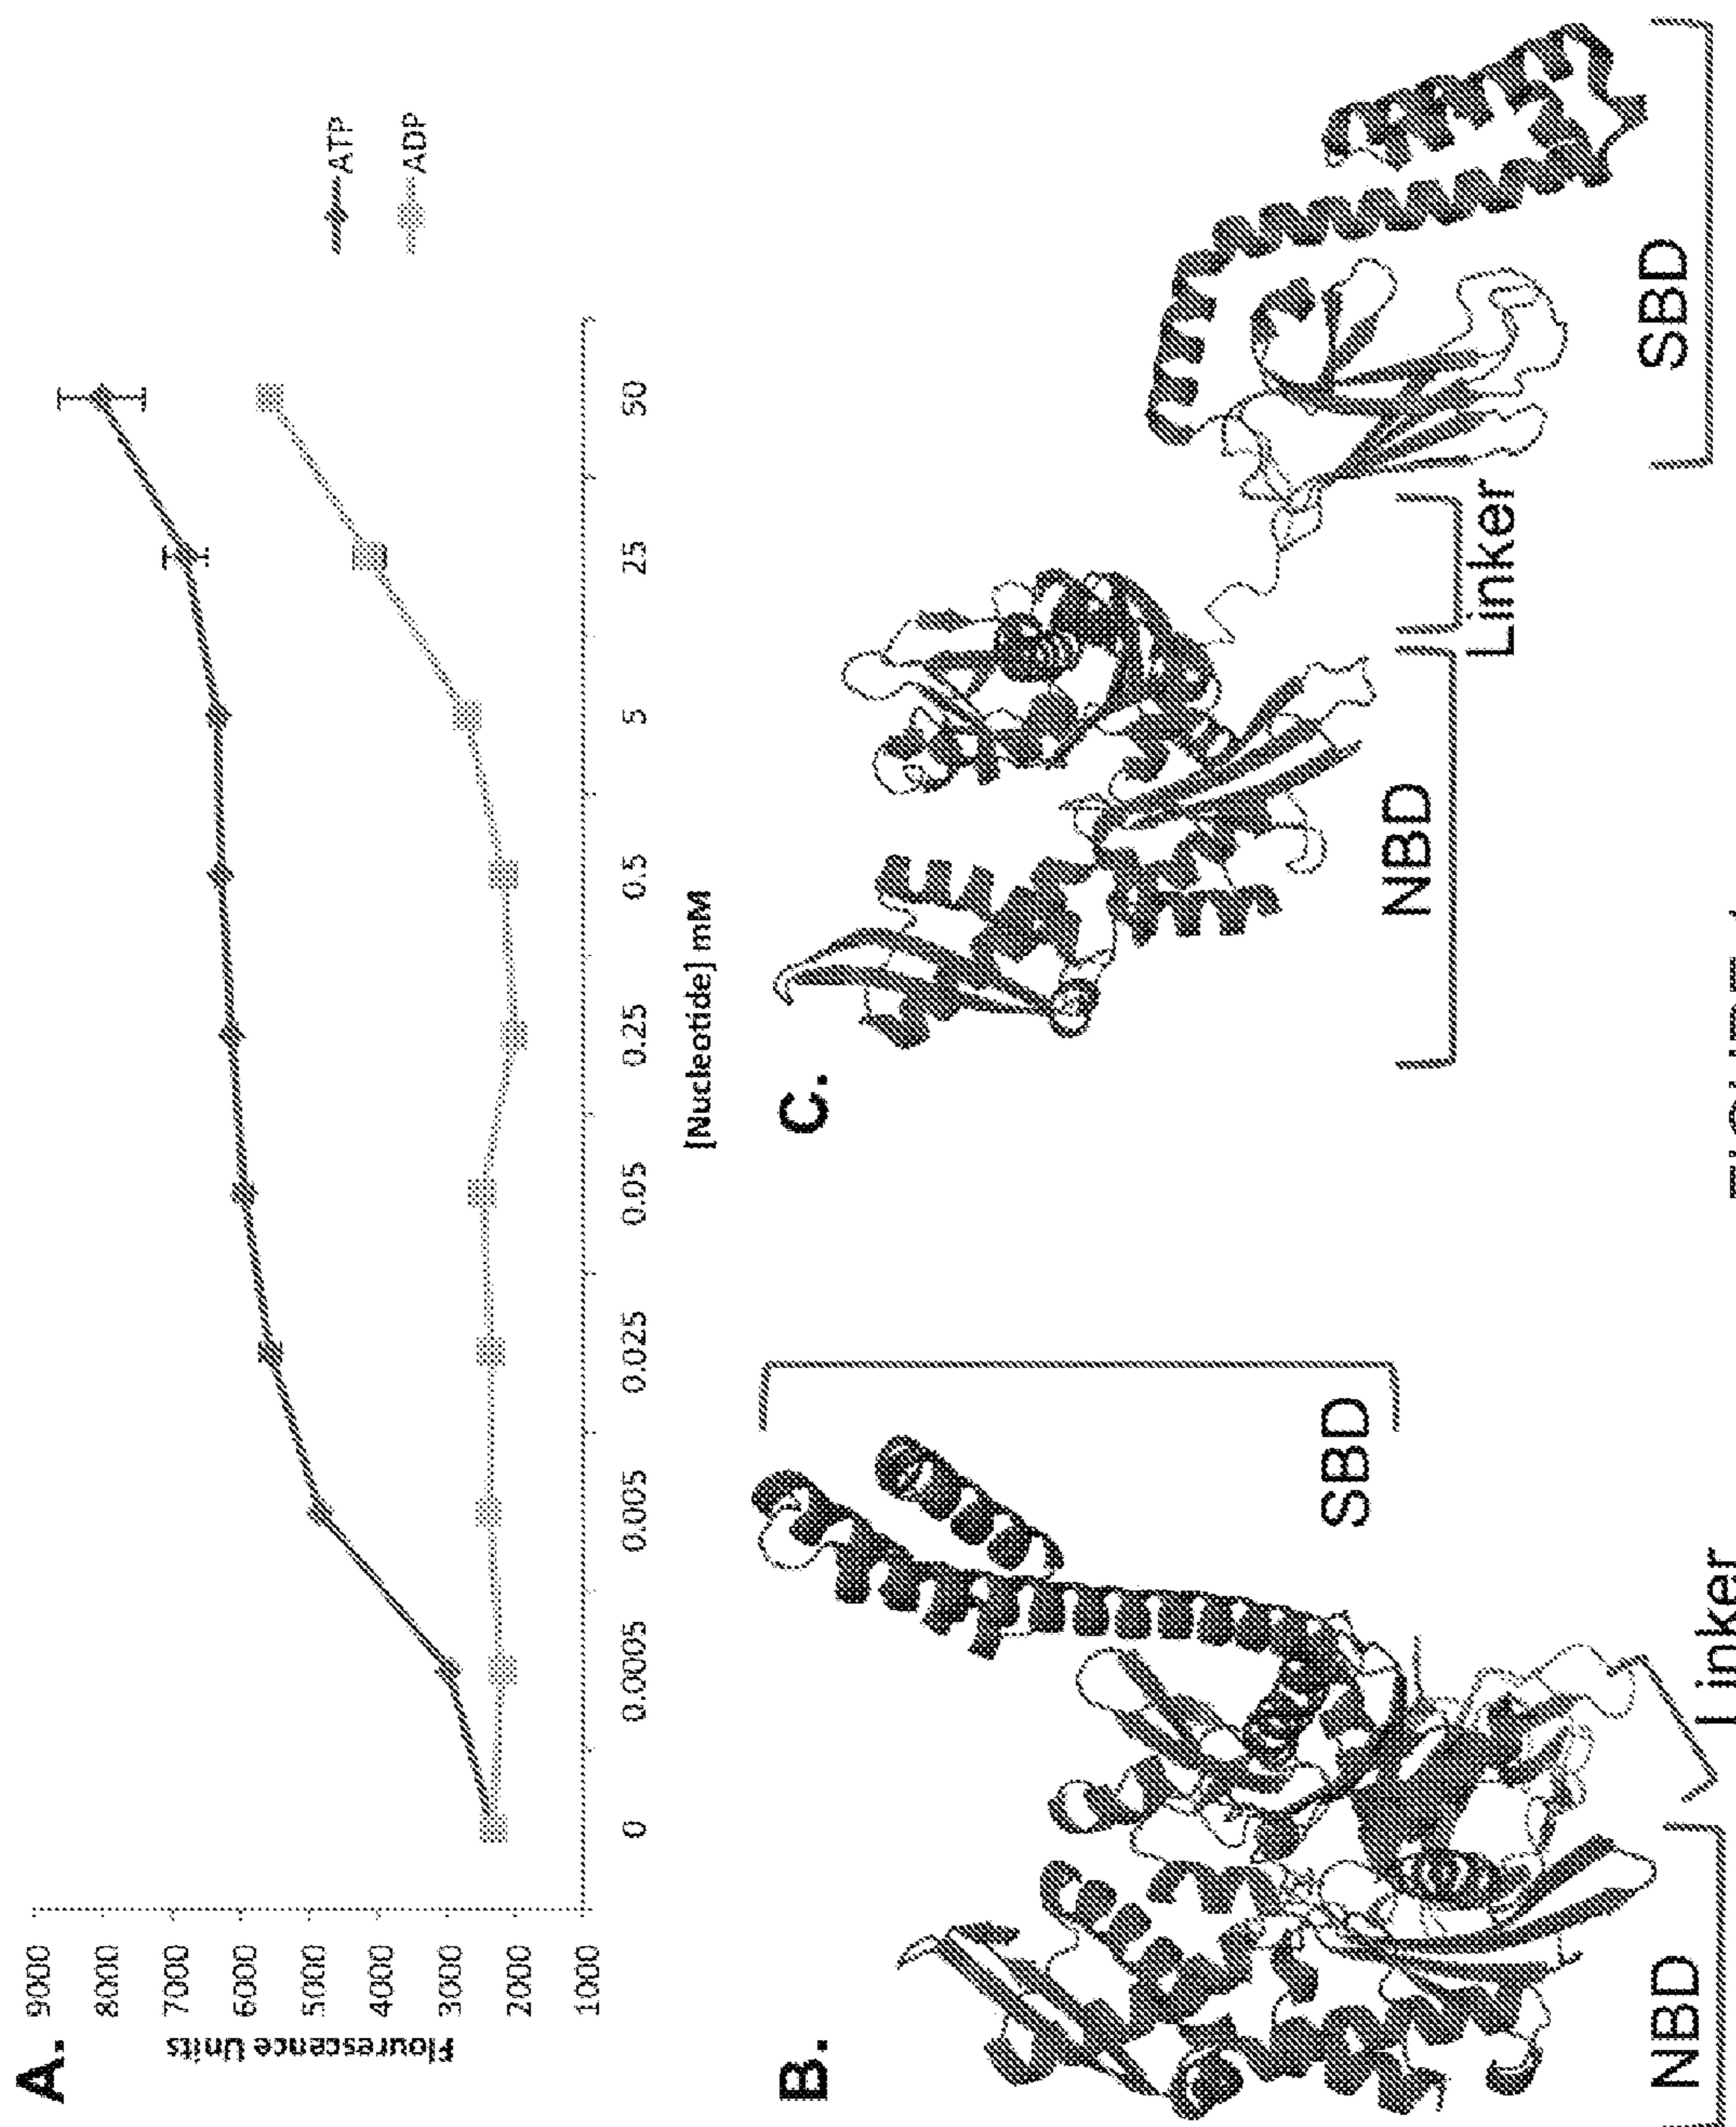 A.
9000
8000
7000
6000
5000
4000
3000
2000
1000
Flourescence Units
0
0.0005
0.005
0.025
0.05
0.25
0.5
5
25
50
[Nucleotide] mM
ATP
ADP
B.
SBD
Linker
NBD
C.
NBD
Linker
SBD